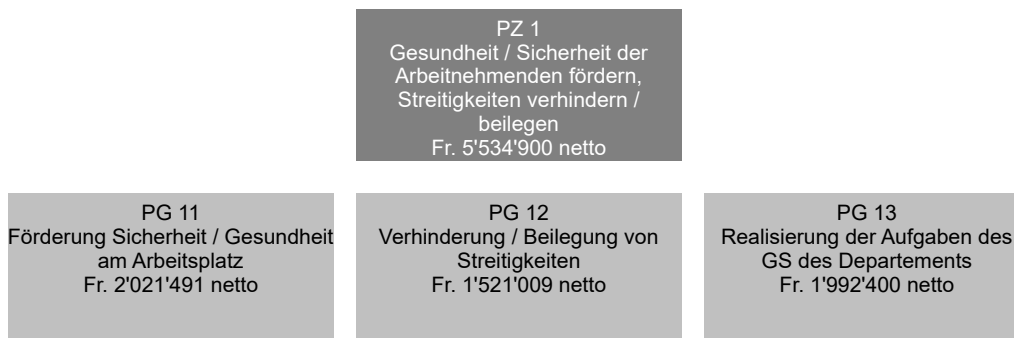 PZ 1
Gesundheit / Sicherheit der
Arbeitnehmenden fördern,
Streitigkeiten verhindern /
beilegen
Fr. 5'534'900 netto
PG 11
Förderung Sicherheit / Gesundheit
am Arbeitsplatz
Fr. 2'021'491 netto
PG 12
Verhinderung / Beilegung von
Streitigkeiten
Fr. 1'521'009 netto
PG 13
Realisierung der Aufgaben des
GS des Departements
Fr. 1'992'400 netto